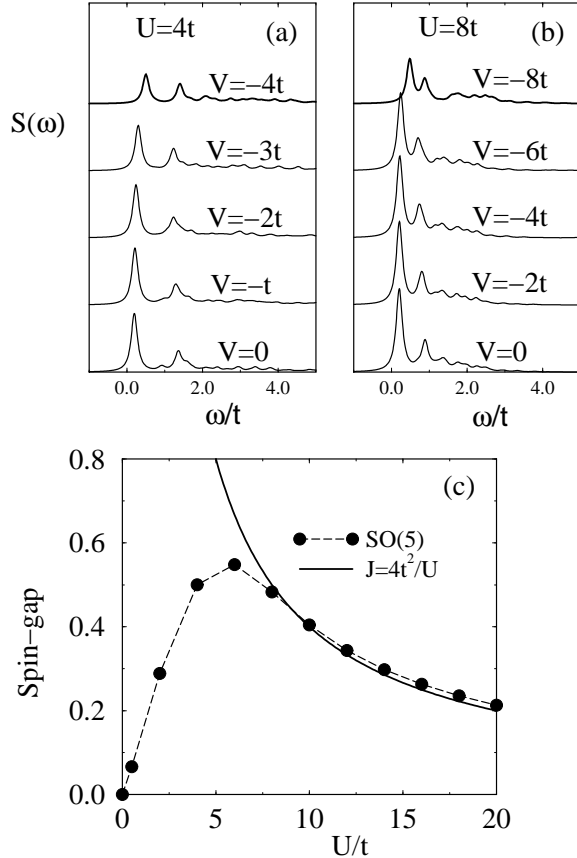 U=4t (a)
V=−4t
S(ω)
V=−3t
V=−2t
V=−t
V=0
0.0 2.0 4.0
ω/t
U=8t (b)
V=−8t
V=−6t
V=−4t
V=−2t
V=0
0.0 2.0 4.0
ω/t
(c)
0.8
0.6
0.4
0.2
0.0
Spin−gap
SO(5)
J=4t²/U
0 5 10 15 20
U/t